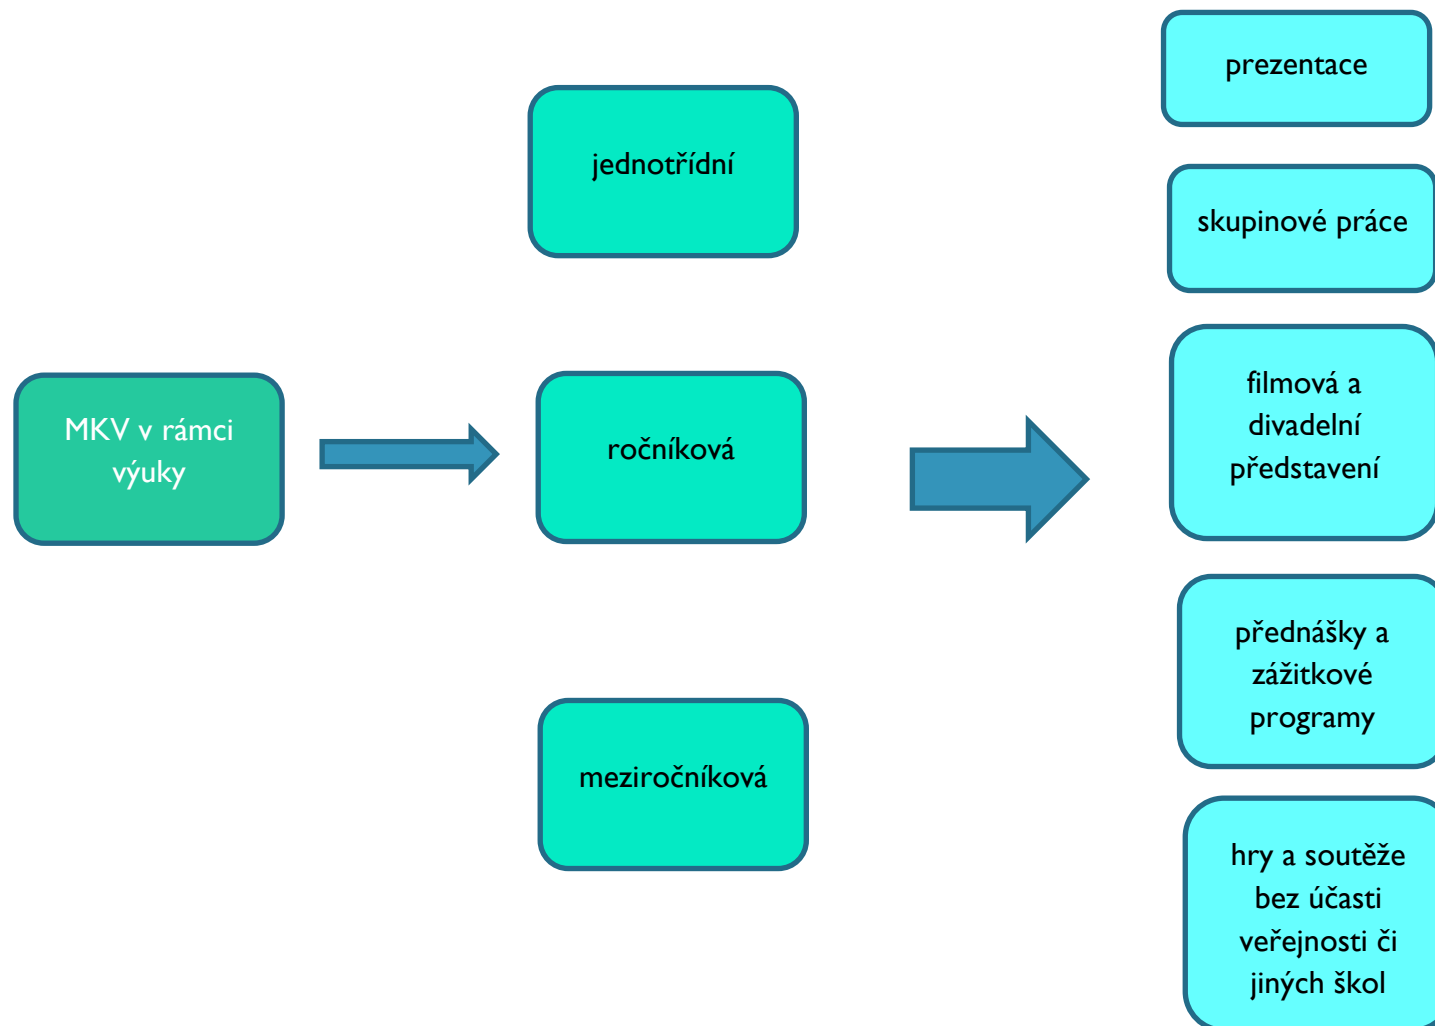 MKV v rámci
výuky
jednotřídní
ročníková
meziročníková
prezentace
skupinové práce
filmová a
divadelní
představení
přednášky a
zážitkové
programy
hry a soutěže
bez účasti
veřejnosti či
jiných škol